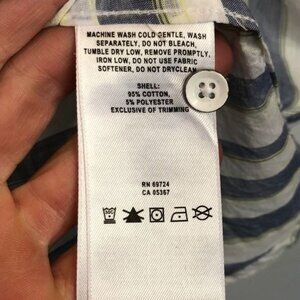 MACHINE WASH COLD GENTLE, WASH
SEPARATELY, DO NOT BLEACH,
TUMBLE DRY LOW, REMOVE PROMPTLY,
IRON LOW, DO NOT USE FABRIC
SOFTENER, DO NOT DRYCLEAN
SHELL:
95% COTTON,
5% POLYESTER
EXCLUSIVE OF TRIMMING
RN 69724
CA 05367